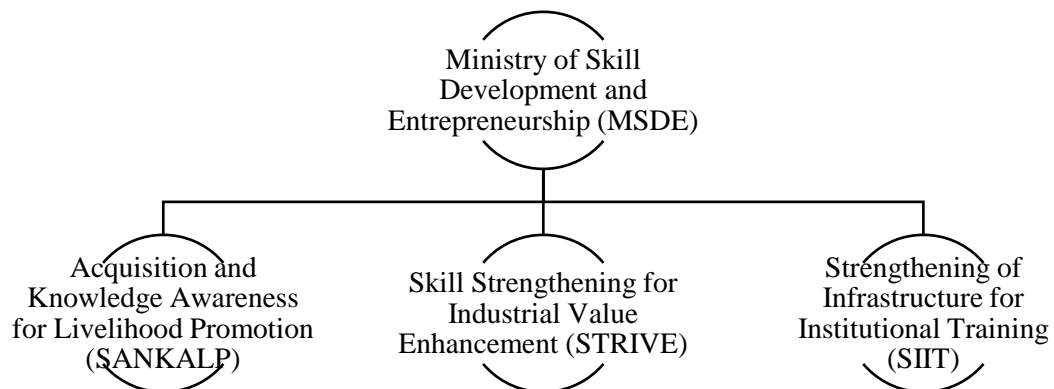 Ministry of Skill
Development and
Entrepreneurship (MSDE)
Acquisition and
Knowledge Awareness
for Livelihood Promotion
(SANKALP)
Skill Strengthening for
Industrial Value
Enhancement (STRIVE)
Strengthening of
Infrastructure for
Institutional Training
(SIIT)